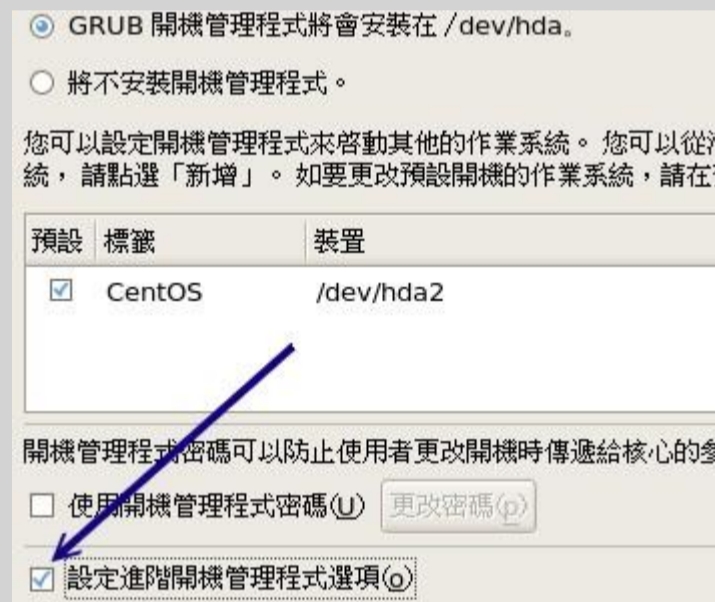 GRUB 開機管理程式將會安裝在 /dev/hda。
將不安裝開機管理程式。
您可以設定開機管理程式來啓動其他的作業系統。 您可以從
統， 請點選「新增」。 如要更改預設開機的作業系統，請在
預設 標籤 裝置
CentOS /dev/hda2
開機管理程式密碼可以防止使用者更改開機時傳遞給核心的參
使用開機管理程式密碼(U) 更改密碼(p)
設定進階開機管理程式選項(o)